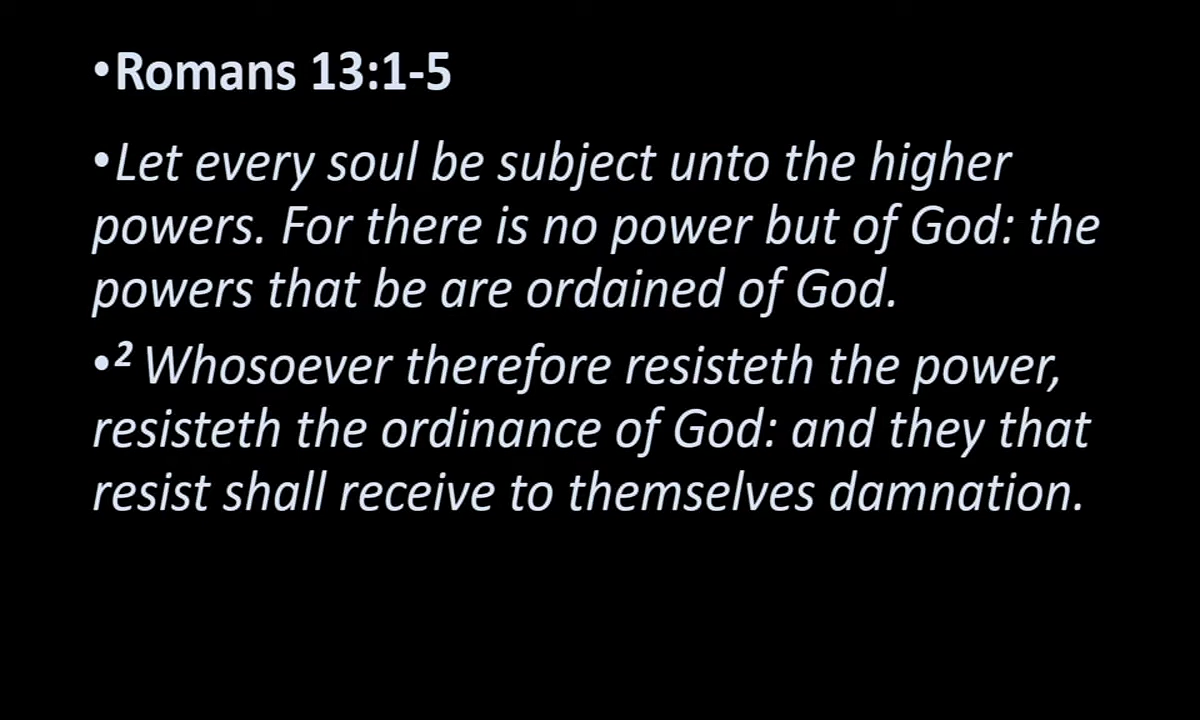 •Romans 13:1-5
•Let every soul be subject unto the higher
powers. For there is no power but of God: the
powers that be are ordained of God.
•² Whosoever therefore resisteth the power,
resisteth the ordinance of God: and they that
resist shall receive to themselves damnation.